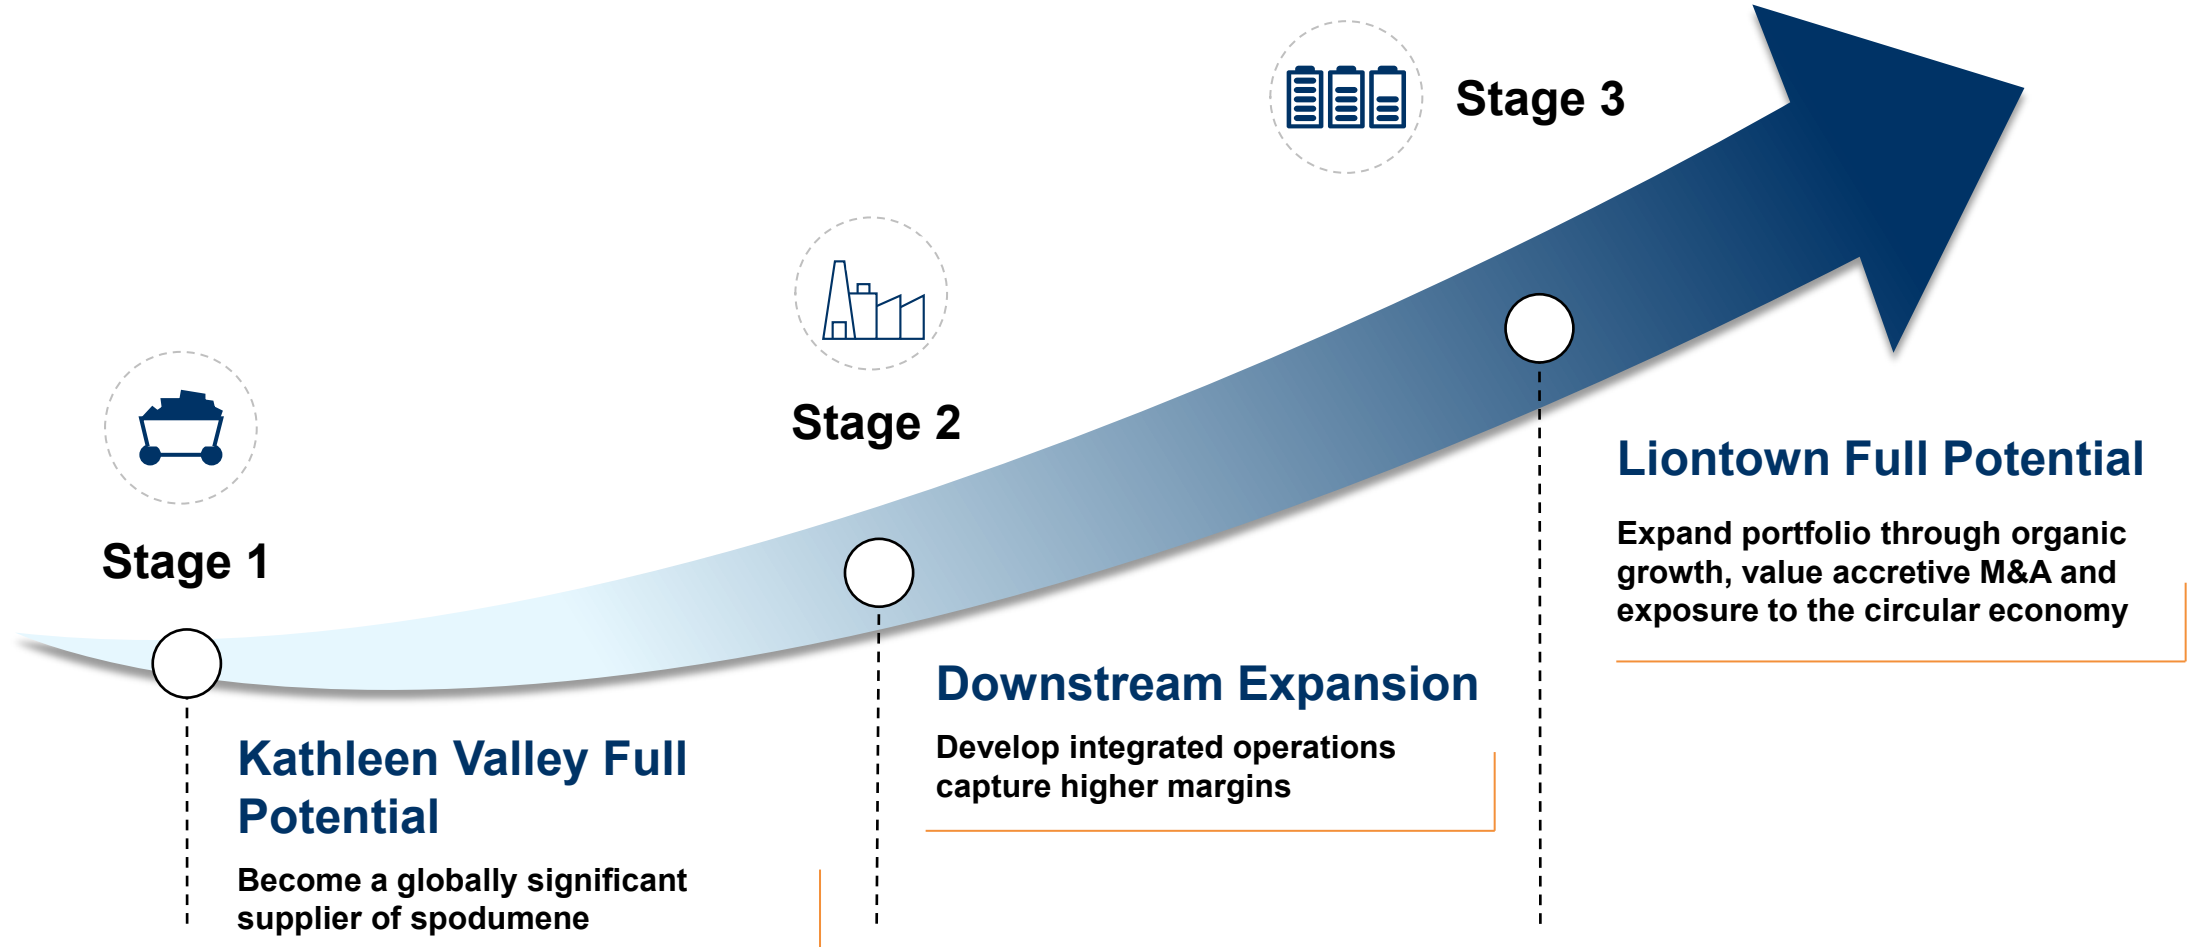 Stage 1
Kathleen Valley Full
Potential
Become a globally significant
supplier of spodumene
Stage 2
Downstream Expansion
Develop integrated operations
capture higher margins
Stage 3
Liontown Full Potential
Expand portfolio through organic
growth, value accretive M&A and
exposure to the circular economy